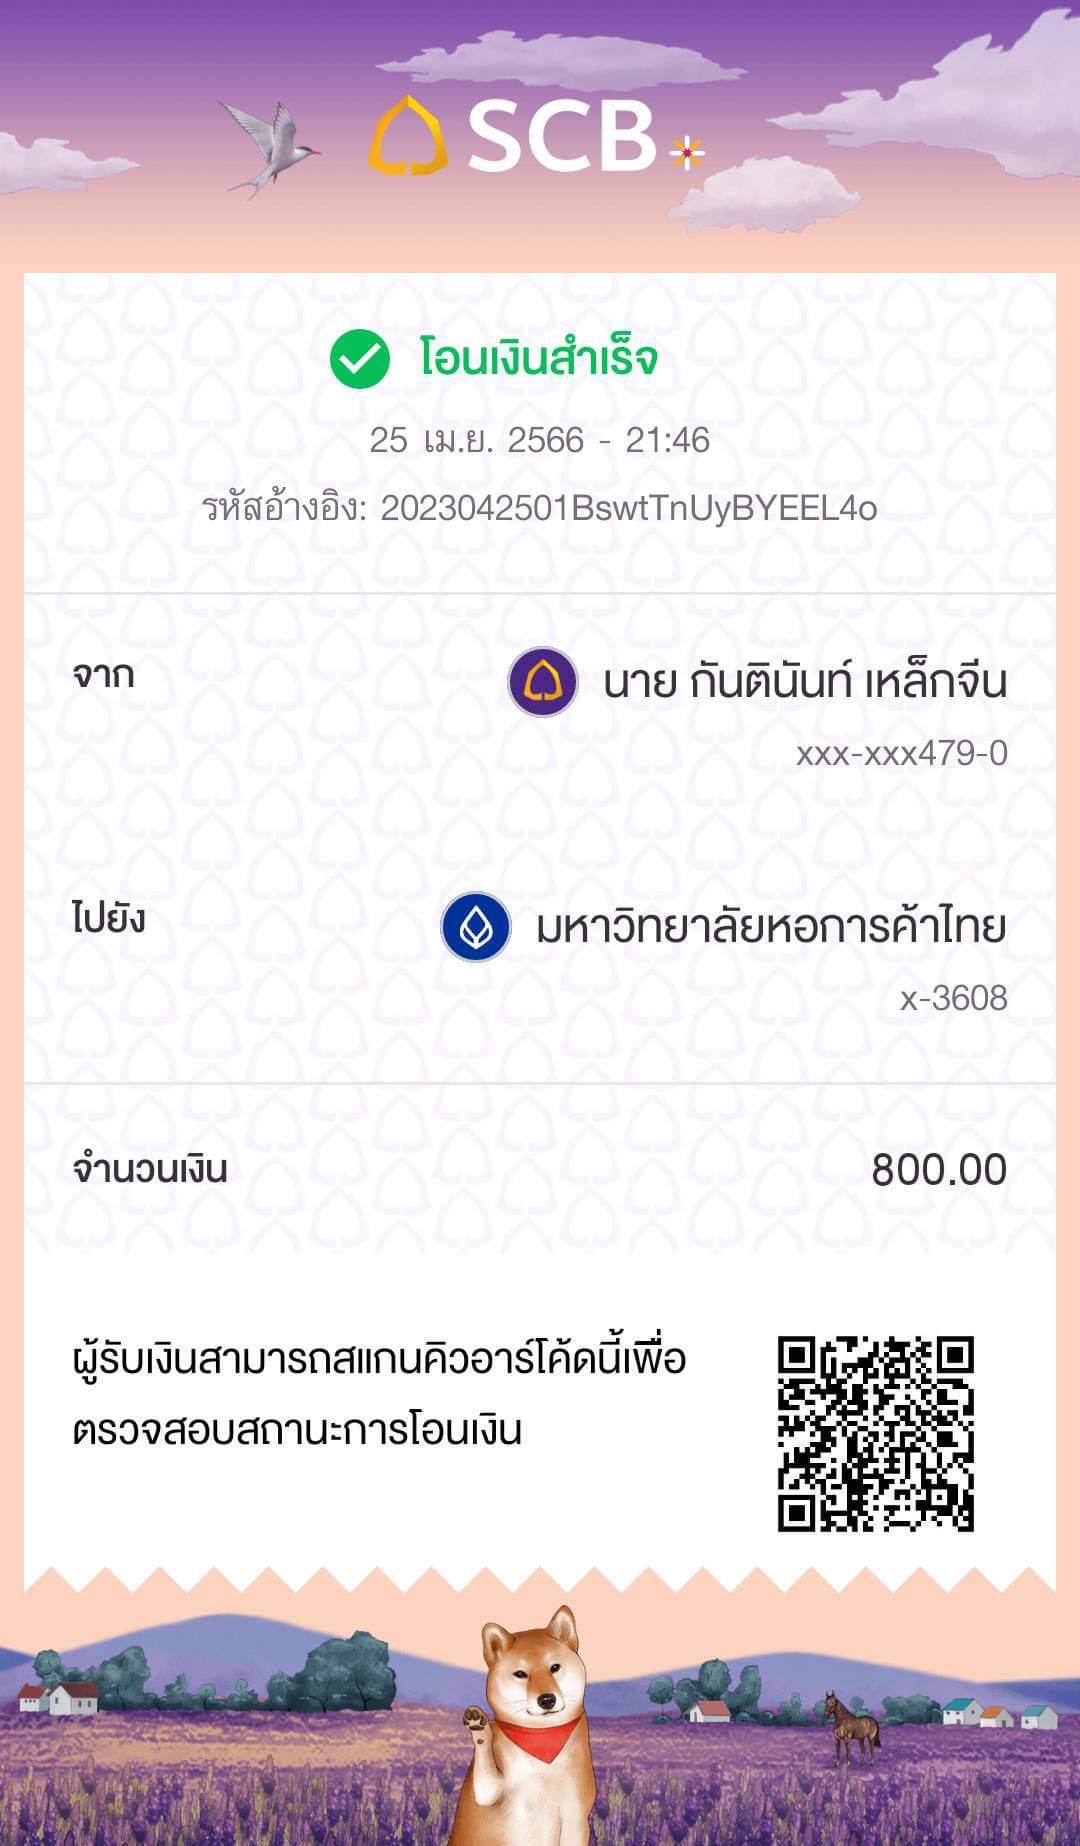 SCB
โอนเงินสำเร็จ
25 เม.ย. 2566 - 21:46
รหัสอ้างอิง: 2023042501BswtTnUyBYEEL4o
จาก
นาย กันตินันท์ เหล็กจีน
xxx-xxx479-0
ไปยัง
มหาวิทยาลัยหอการค้าไทย
x-3608
จำนวนเงิน
800.00
ผู้รับเงินสามารถสแกนคิวอาร์โค้ดนี้เพื่อ
ตรวจสอบสถานะการโอนเงิน